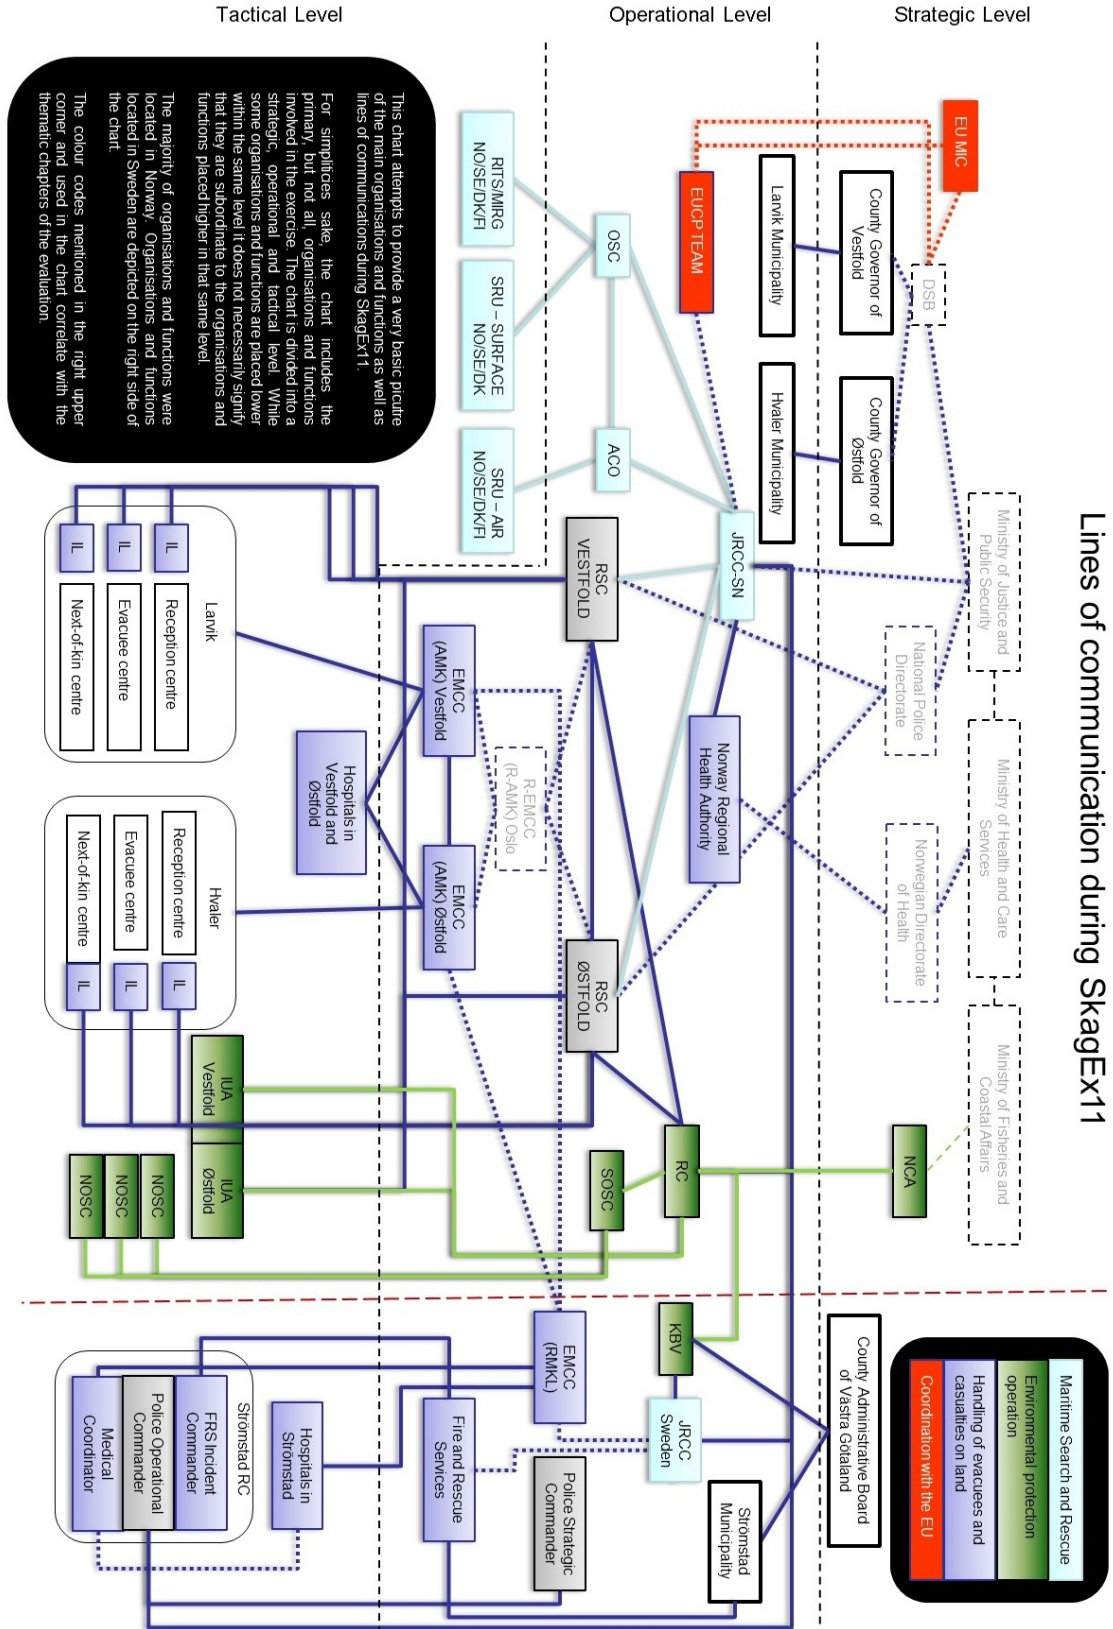 Lines of communication during SkagEx11
Strategic Level
Operational Level
Tactical Level
Maritime Search and Rescue
Environmental protection
operation
Handling of evacuees and
casualties on land
Coordination with the EU
EU MIC
DSB
Ministry of Justice and
Public Security
Ministry of Health and Care
Services
Ministry of Fisheries and
Coastal Affairs
National Police
Directorate
Norwegian Directorate
of Health
NCA
County Governor of
Vestfold
County Governor of
Østfold
County Administrative Board
of Västra Götaland
Larvik Municipality
Hvaler Municipality
EUCP TEAM
JRCC-SN
Norway Regional
Health Authority
RC
KBV
JRCC
Sweden
Strömstad
Municipality
OSC
ACO
RSC
VESTFOLD
RSC
ØSTFOLD
SOSC
EMCC
(RMKL)
Police Strategic
Commander
R-EMCC
(R-AMK) Oslo
RITS/MIRG
NO/SE/DK/FI
SRU – SURFACE
NO/SE/DK
SRU – AIR
NO/SE/DK/FI
EMCC
(AMK) Vestfold
EMCC
(AMK) Østfold
Fire and Rescue
Services
Hospitals in
Vestfold and
Østfold
Hospitals in
Strömstad
Larvik
IL
Reception centre
IL
Evacuee centre
IL
Next-of-kin centre
Hvaler
Reception centre
IL
Evacuee centre
IL
Next-of-kin centre
IL
IUA
Vestfold
IUA
Østfold
NOSC
NOSC
NOSC
Strömstad RC
FRS Incident
Commander
Police Operational
Commander
Medical
Coordinator
This chart attempts to provide a very basic picutre
of the main organisations and functions as well as
lines of communications during SkagEx11.
For simplicities sake, the chart includes the
primary, but not all, organisations and functions
involved in the exercise. The chart is divided into a
strategic, operational and tactical level. While
some organisations and functions are placed lower
within the same level it does not necessarily signify
that they are subordinate to the organisations and
functions placed higher in that same level.
The majority of organisations and functions were
located in Norway. Organisations and functions
located in Sweden are depicted on the right side of
the chart.
The colour codes mentioned in the right upper
corner and used in the chart correlate with the
thematic chapters of the evaluation.